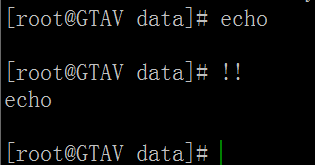 [root@GTAV data]# echo
[root@GTAV data]# !!
echo
[root@GTAV data]#